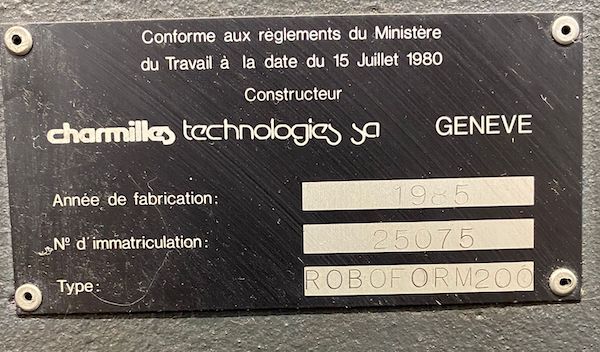 Conforme aux règlements du Ministère
du Travail à la date du 15 Juillet 1980
Constructeur
charmilles technologies sa GENEVE
Année de fabrication: 1985
Nº d'immatriculation: 25075
Type: ROBOFORM200